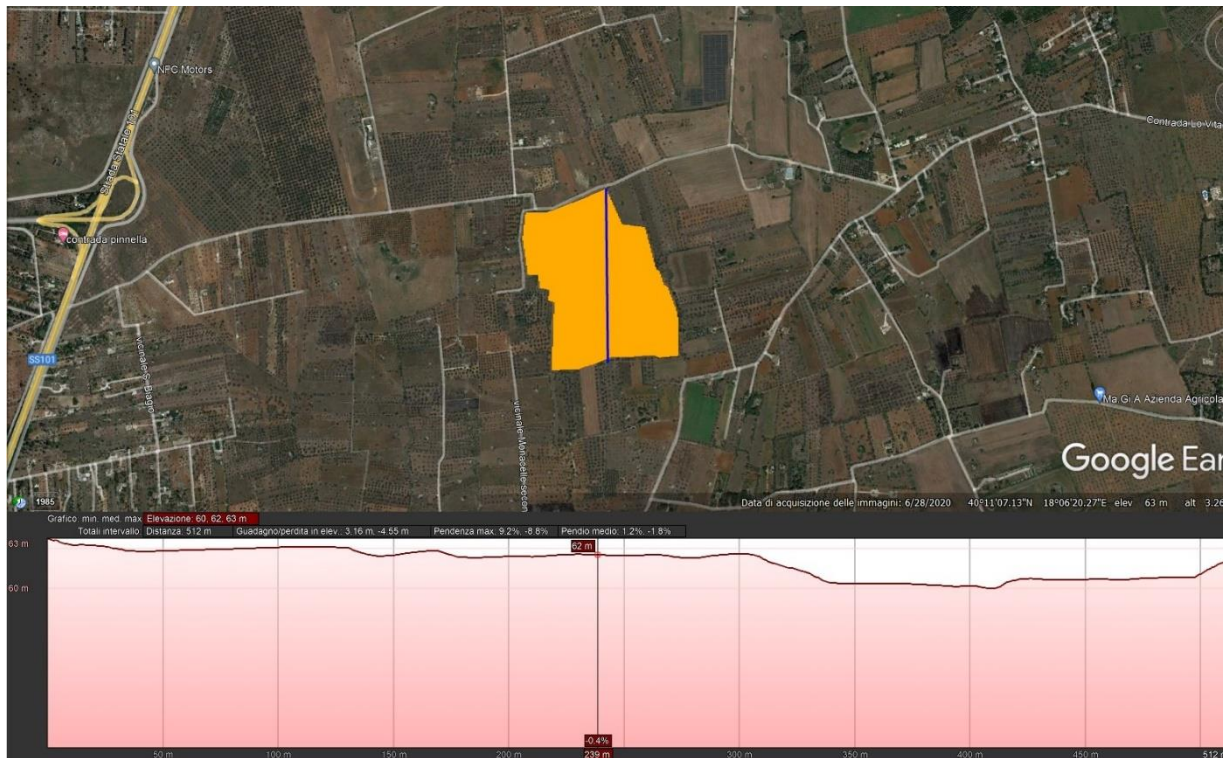 NPC Motors
Strada Statale 101
Contrada Lo Vita
contrada pinnella
SS101
vicinale-S.-Biagio
Ma.Gi.A Azienda Agricola
Google Ear
1985
Data di acquisizione delle immagini: 6/28/2020 40°11'07.13"N 18°06'20.27"E elev 63 m alt 3.26
Grafico: min. med. max Elevazione: 60, 62, 63 m
Totali intervallo: Distanza: 512 m Guadagno/perdita in elev.: 3.16 m, -4.55 m Pendenza max: 9.2%, -8.8% Pendio medio: 1.2%, -1.8%
63 m
62 m
60 m
-0.4%
50 m 100 m 150 m 200 m 239 m 300 m 350 m 400 m 450 m 512 m